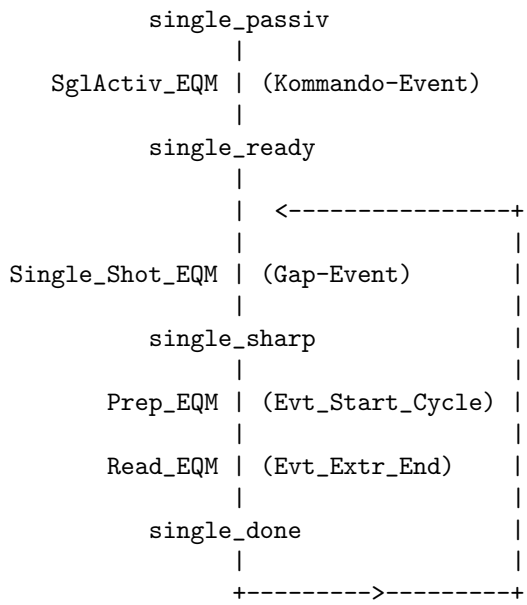 single_passiv
|
SglActiv_EQM | (Kommando-Event)
|
single_ready
|
| <----------------+
| |
Single_Shot_EQM | (Gap-Event) |
| |
single_sharp |
| |
Prep_EQM | (Evt_Start_Cycle) |
| |
Read_EQM | (Evt_Extr_End) |
| |
single_done |
| |
+--------->---------+